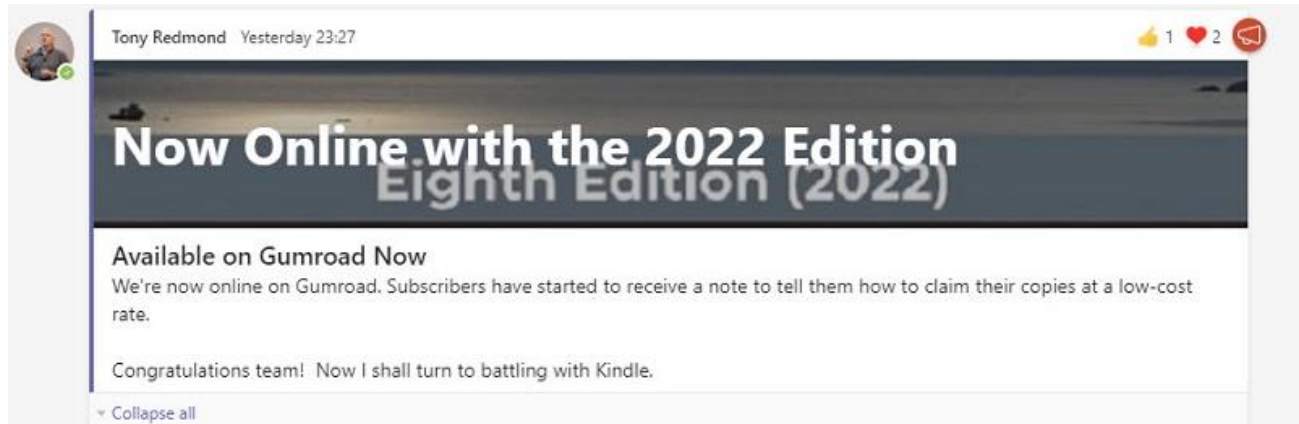 Tony Redmond Yesterday 23:27 1 2
Now Online with the 2022 Edition
Eighth Edition (2022)
Available on Gumroad Now
We're now online on Gumroad. Subscribers have started to receive a note to tell them how to claim their copies at a low-cost
rate.
Congratulations team! Now I shall turn to battling with Kindle.
Collapse all